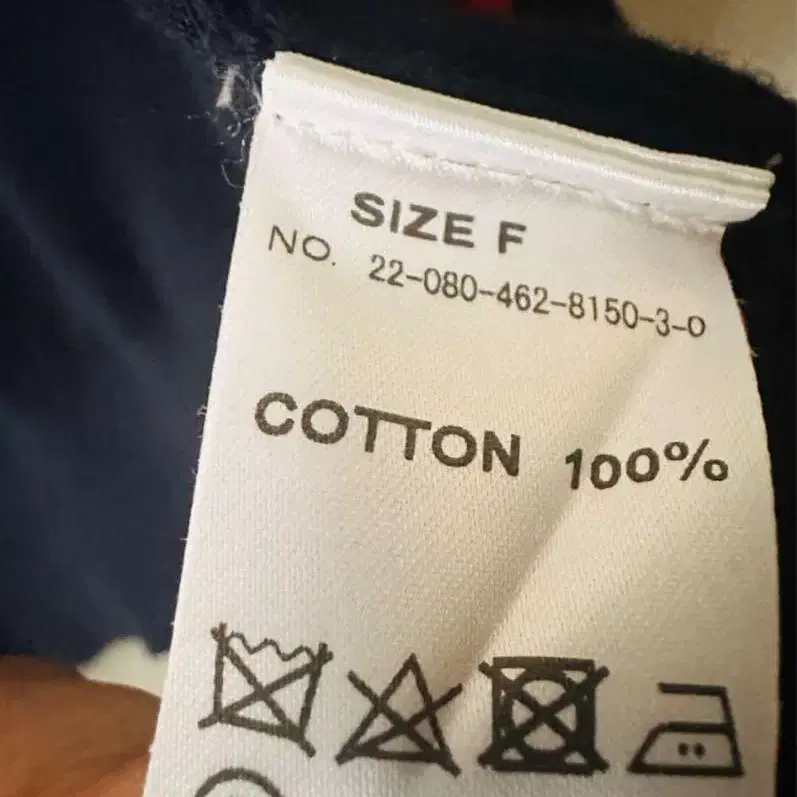 SIZE F
NO. 22-080-462-8150-3-0
COTTON 100%